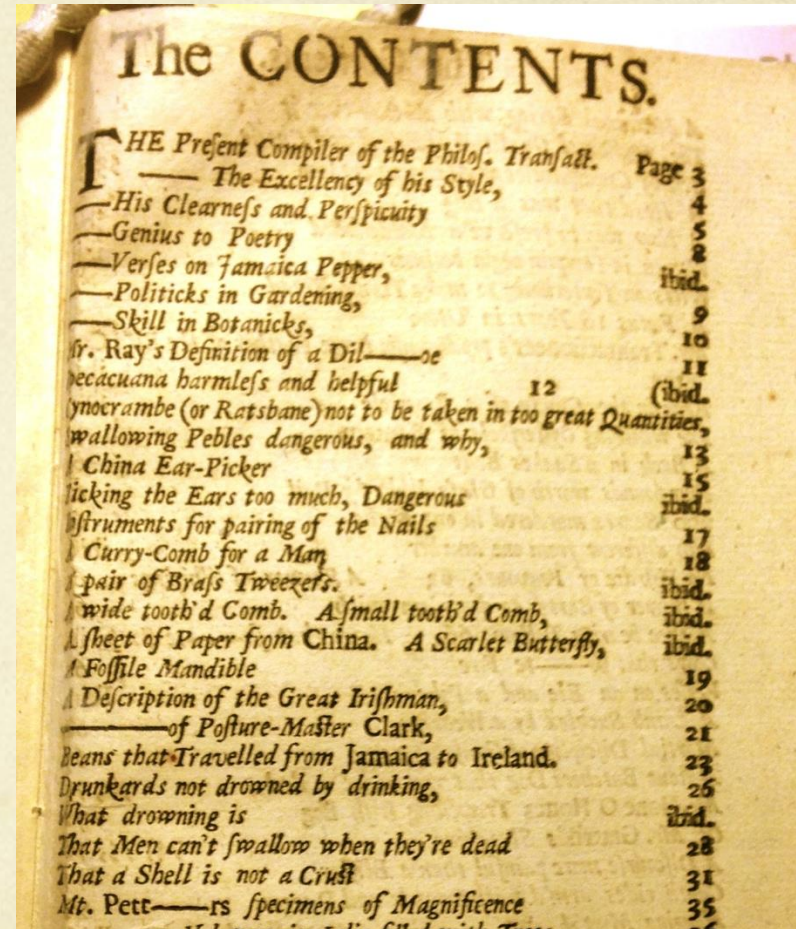 The CONTENTS.
THE Preſent Compiler of the Philoſ. Tranſact. Page 3
—— The Excellency of his Style, 4
—His Clearneſs and Perſpicuity 5
—Genius to Poetry 8
—Verſes on Jamaica Pepper, ibid.
—Politicks in Gardening, 9
—Skill in Botanicks, 10
Mr. Ray's Definition of a Dil——oe 11
pecacuana harmleſs and helpful 12 (ibid.
ynocrambe (or Ratsbane) not to be taken in too great Quantities,
wallowing Pebles dangerous, and why, 13
A China Ear-Picker 15
icking the Ears too much, Dangerous ibid.
nſtruments for pairing of the Nails 17
A Curry-Comb for a Man 18
A pair of Braſs Tweezers. ibid.
A wide tooth'd Comb. A ſmall tooth'd Comb, ibid.
A ſheet of Paper from China. A Scarlet Butterfly, ibid.
A Foſſile Mandible 19
A Deſcription of the Great Iriſhman, 20
———of Poſture-Maſter Clark, 21
Beans that Travelled from Jamaica to Ireland. 23
Drunkards not drowned by drinking, 26
What drowning is ibid.
That Men can't ſwallow when they're dead 28
That a Shell is not a Cruſt 31
Mt. Pett——rs ſpecimens of Magnificence 35